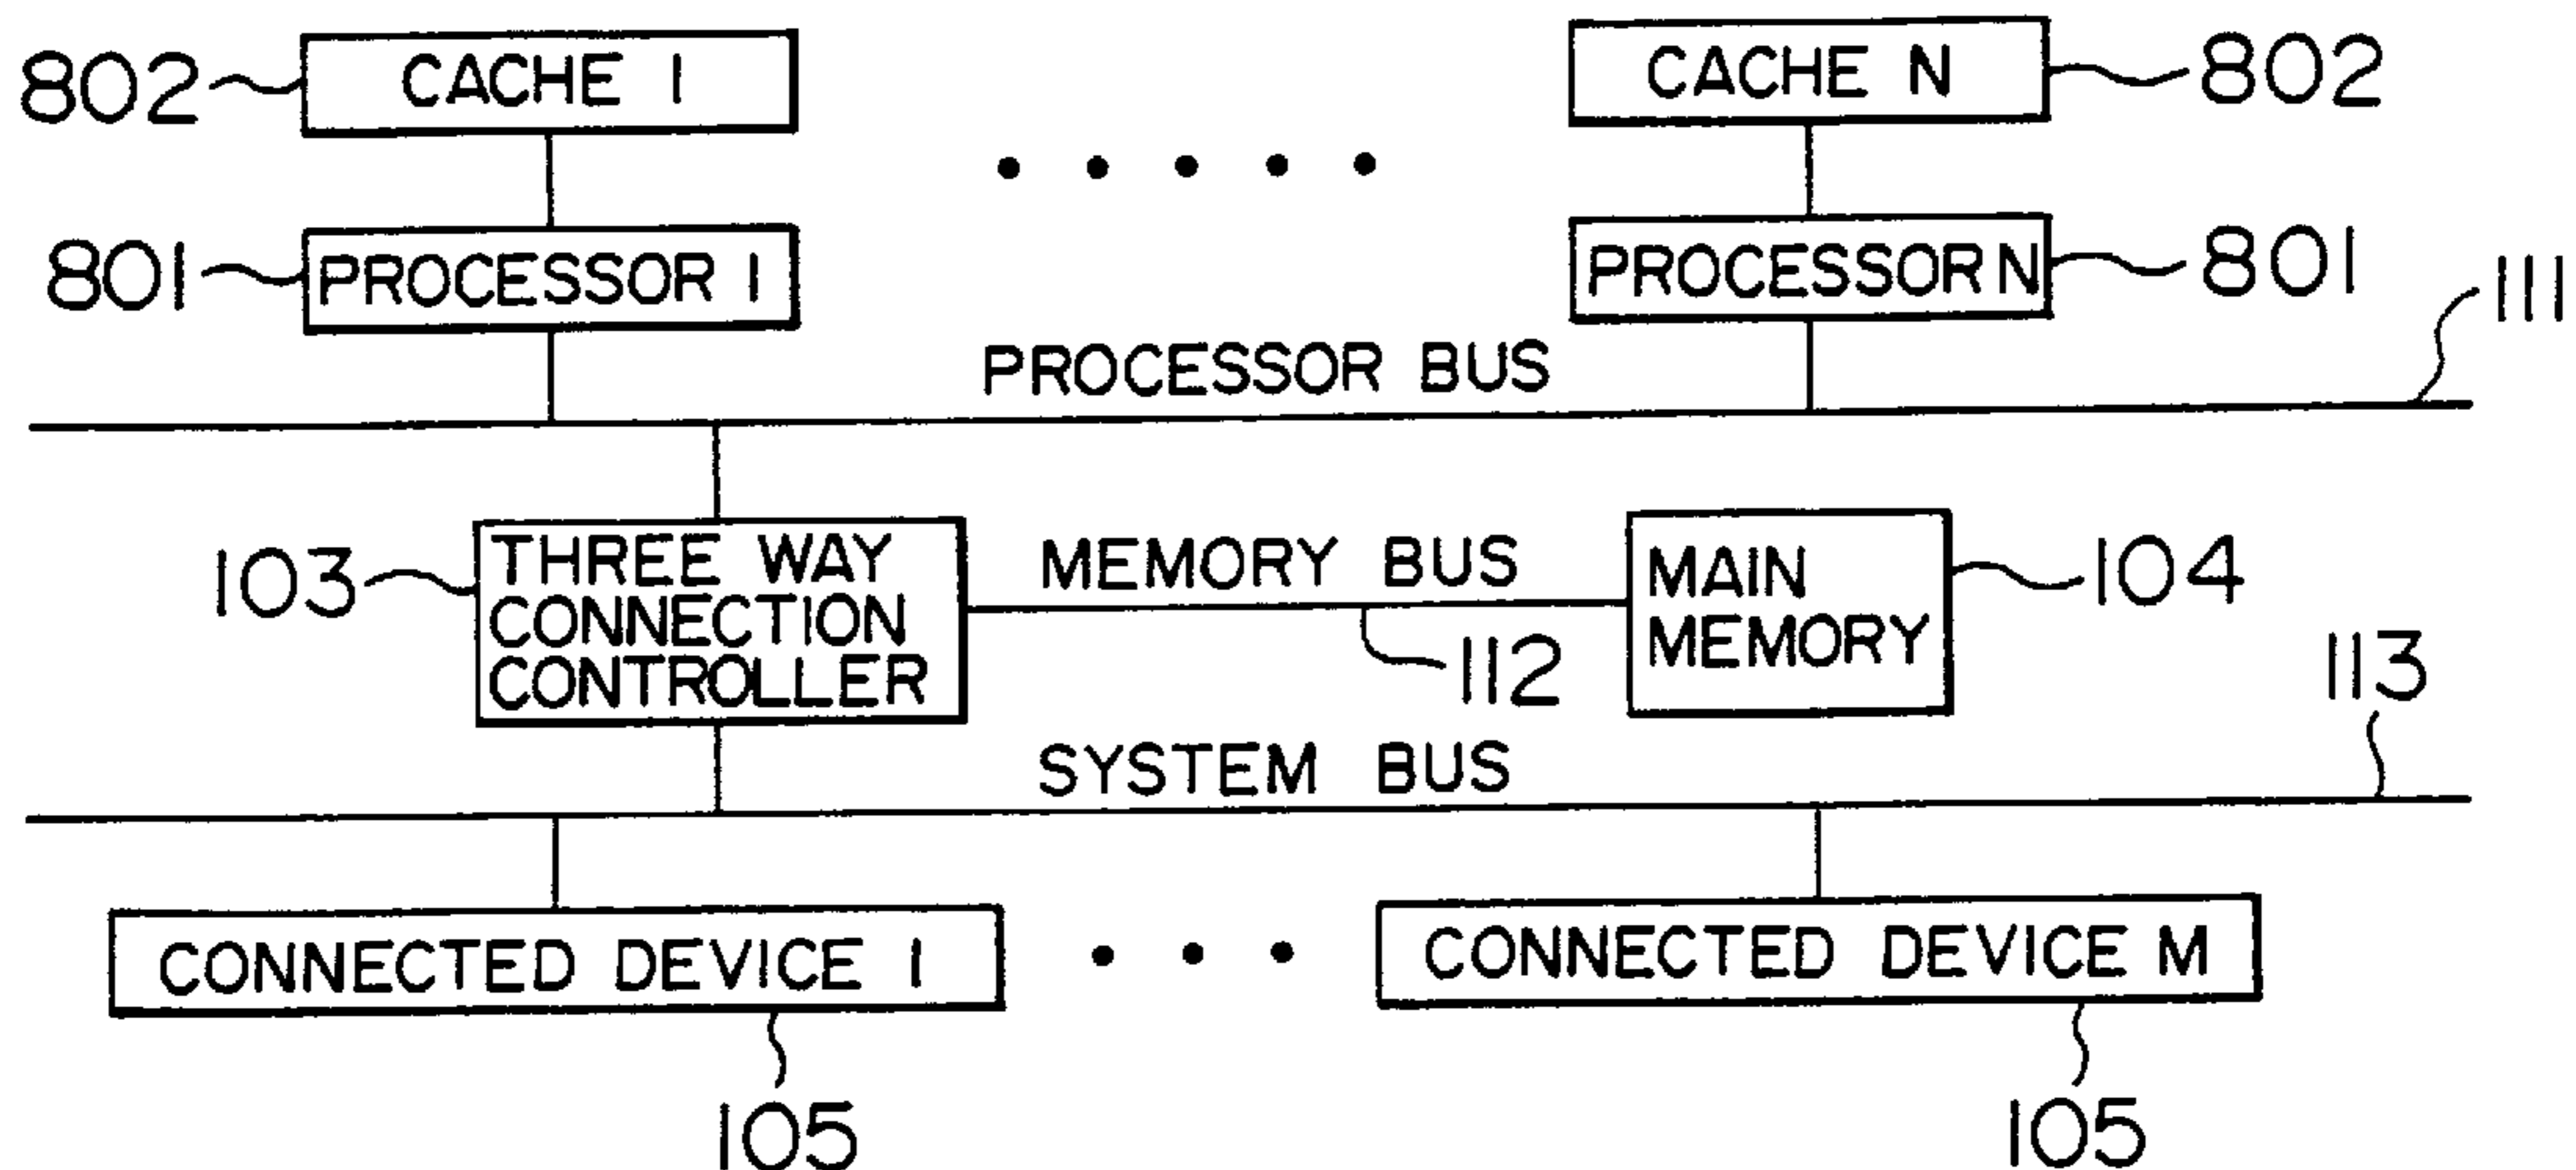 802 CACHE 1 CACHE N 802
801 PROCESSOR 1 PROCESSOR N 801
111
PROCESSOR BUS
103 THREE WAY
CONNECTION
CONTROLLER
MEMORY BUS
112
MAIN
MEMORY
104
113
SYSTEM BUS
CONNECTED DEVICE 1 CONNECTED DEVICE M
105 105